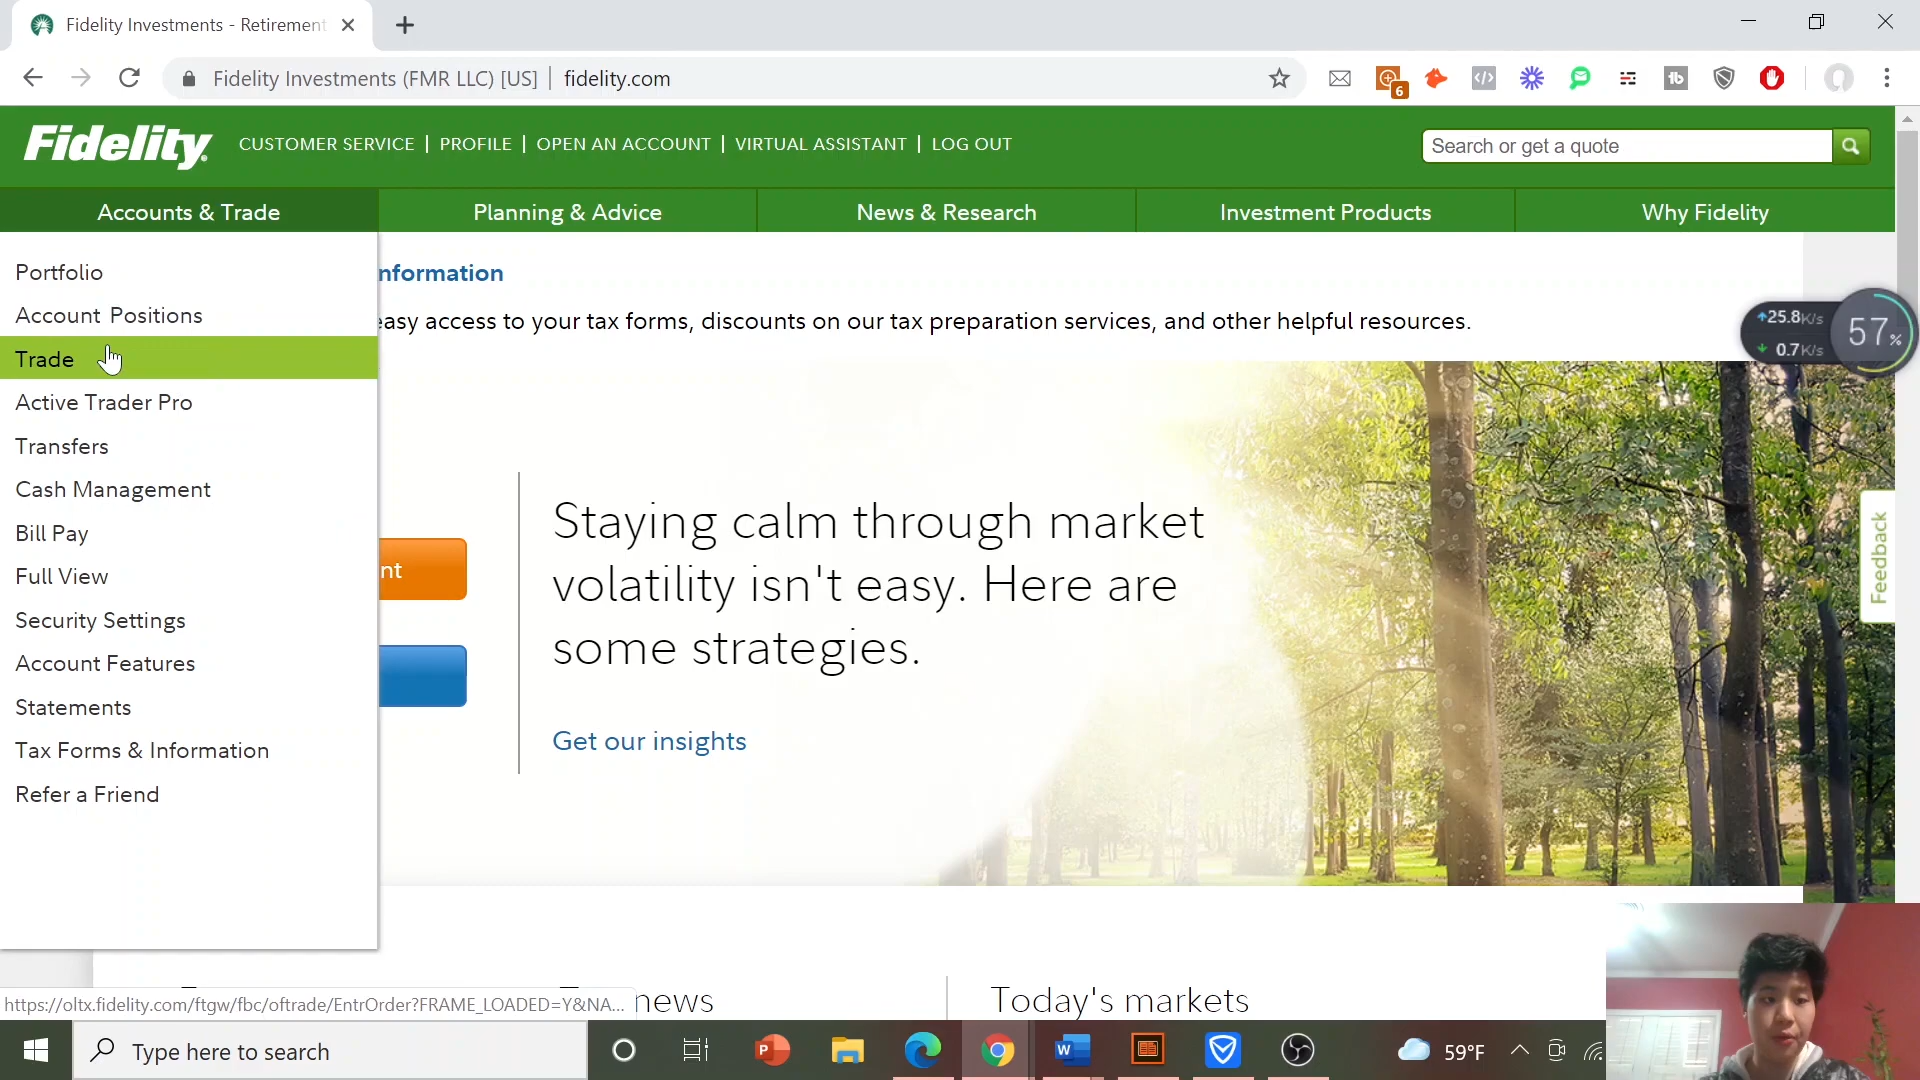 Fidelity Investments - Retirement
Fidelity Investments (FMR LLC) [US] | fidelity.com
6
Fidelity
CUSTOMER SERVICE | PROFILE | OPEN AN ACCOUNT | VIRTUAL ASSISTANT | LOG OUT
Search or get a quote
Accounts & Trade
Planning & Advice
News & Research
Investment Products
Why Fidelity
Portfolio
Account Positions
Trade
Active Trader Pro
Transfers
Cash Management
Bill Pay
Full View
Security Settings
Account Features
Statements
Tax Forms & Information
Refer a Friend
nformation
easy access to your tax forms, discounts on our tax preparation services, and other helpful resources.
25.8K/s
0.7K/s
57%
nt
Staying calm through market
volatility isn't easy. Here are
some strategies.
Get our insights
Feedback
news
Today's markets
https://oltx.fidelity.com/ftgw/fbc/oftrade/EntrOrder?FRAME_LOADED=Y&NA...
Type here to search
59°F